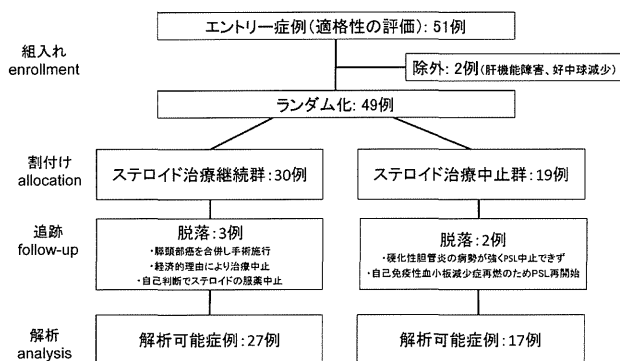 エントリー症例(適格性の評価): 51例
組入れ
enrollment
除外: 2例(肝機能障害、好中球減少)
ランダム化: 49例
割付け
allocation
ステロイド治療継続群: 30例
ステロイド治療中止群: 19例
追跡
follow-up
脱落: 3例
・膵頭部癌を合併し手術施行
・経済的理由により治療中止
・自己判断でステロイドの服薬中止
脱落: 2例
・硬化性胆管炎の病勢が強くPSL中止できず
・自己免疫性血小板減少症再燃のためPSL再開始
解析
analysis
解析可能症例: 27例
解析可能症例: 17例